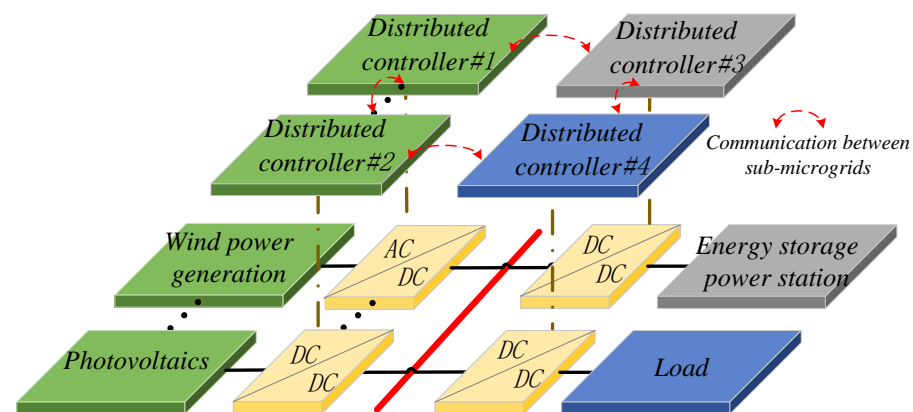 Distributed
controller#1
Distributed
controller#3
Distributed
controller#2
Distributed
controller#4
Communication between
sub-microgrids
Wind power
generation
AC
DC
DC
DC
Energy storage
power station
Photovoltaics
DC
DC
DC
DC
Load